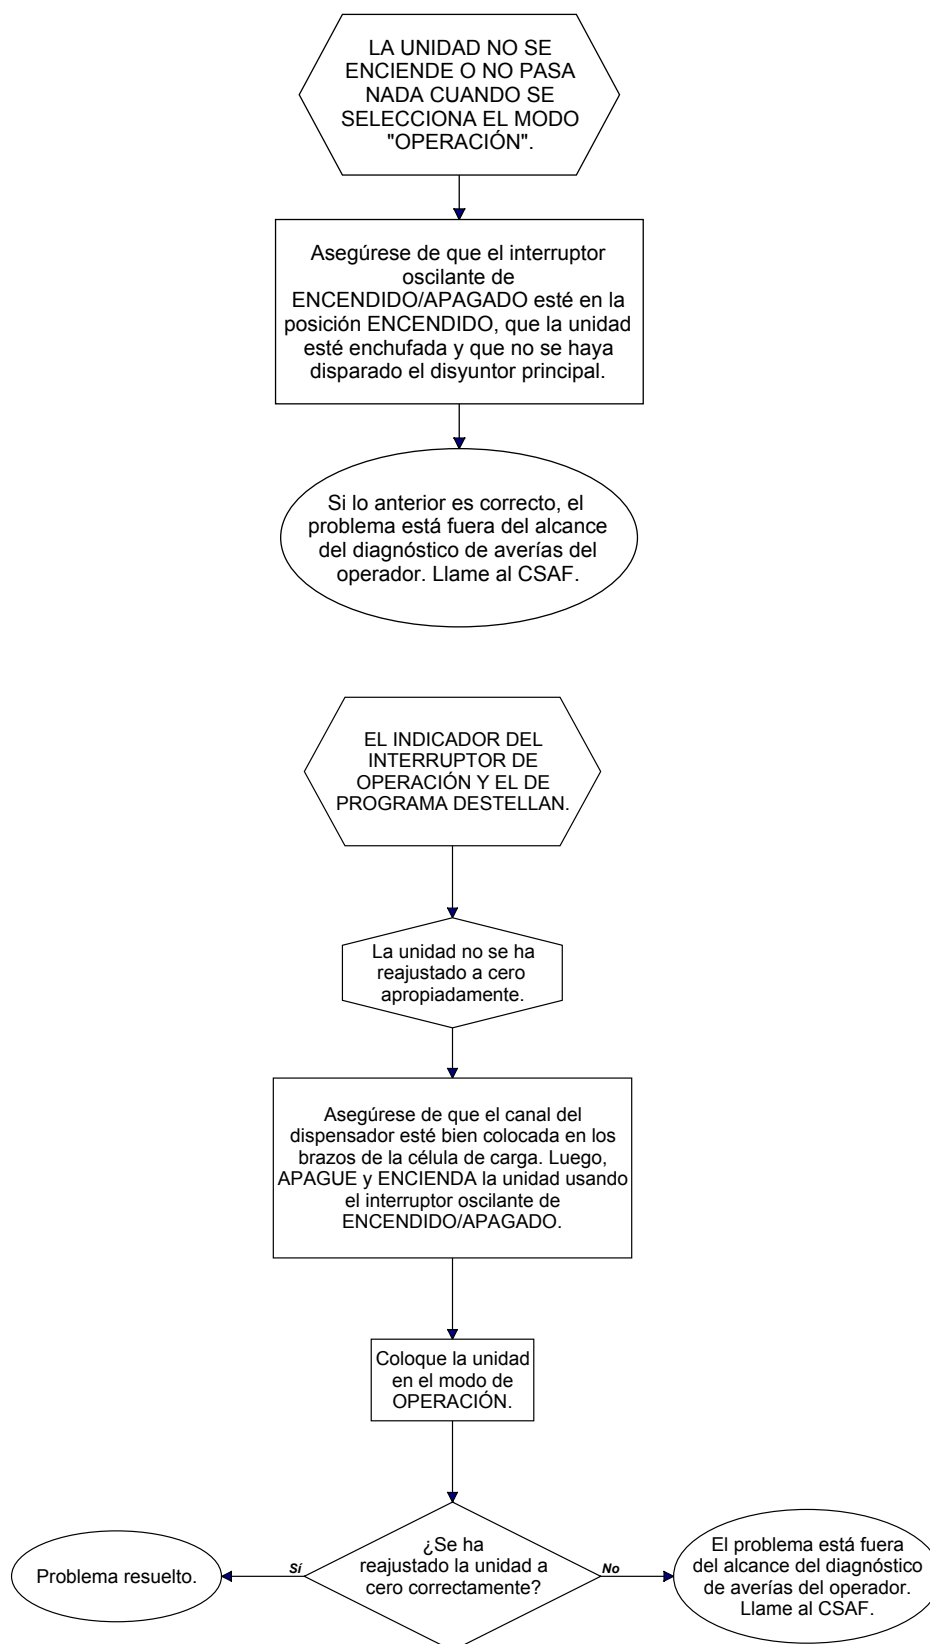 LA UNIDAD NO SE
ENCIENDE O NO PASA
NADA CUANDO SE
SELECCIONA EL MODO
"OPERACIÓN".
Asegúrese de que el interruptor
oscilante de
ENCENDIDO/APAGADO esté en la
posición ENCENDIDO, que la unidad
esté enchufada y que no se haya
disparado el disyuntor principal.
Si lo anterior es correcto, el
problema está fuera del alcance
del diagnóstico de averías del
operador. Llame al CSAF.
EL INDICADOR DEL
INTERRUPTOR DE
OPERACIÓN Y EL DE
PROGRAMA DESTELLAN.
La unidad no se ha
reajustado a cero
apropiadamente.
Asegúrese de que el canal del
dispensador esté bien colocada en los
brazos de la célula de carga. Luego,
APAGUE y ENCIENDA la unidad usando
el interruptor oscilante de
ENCENDIDO/APAGADO.
Coloque la unidad
en el modo de
OPERACIÓN.
¿Se ha
reajustado la unidad a
cero correctamente?
Sí
Problema resuelto.
No
El problema está fuera
del alcance del diagnóstico
de averías del operador.
Llame al CSAF.